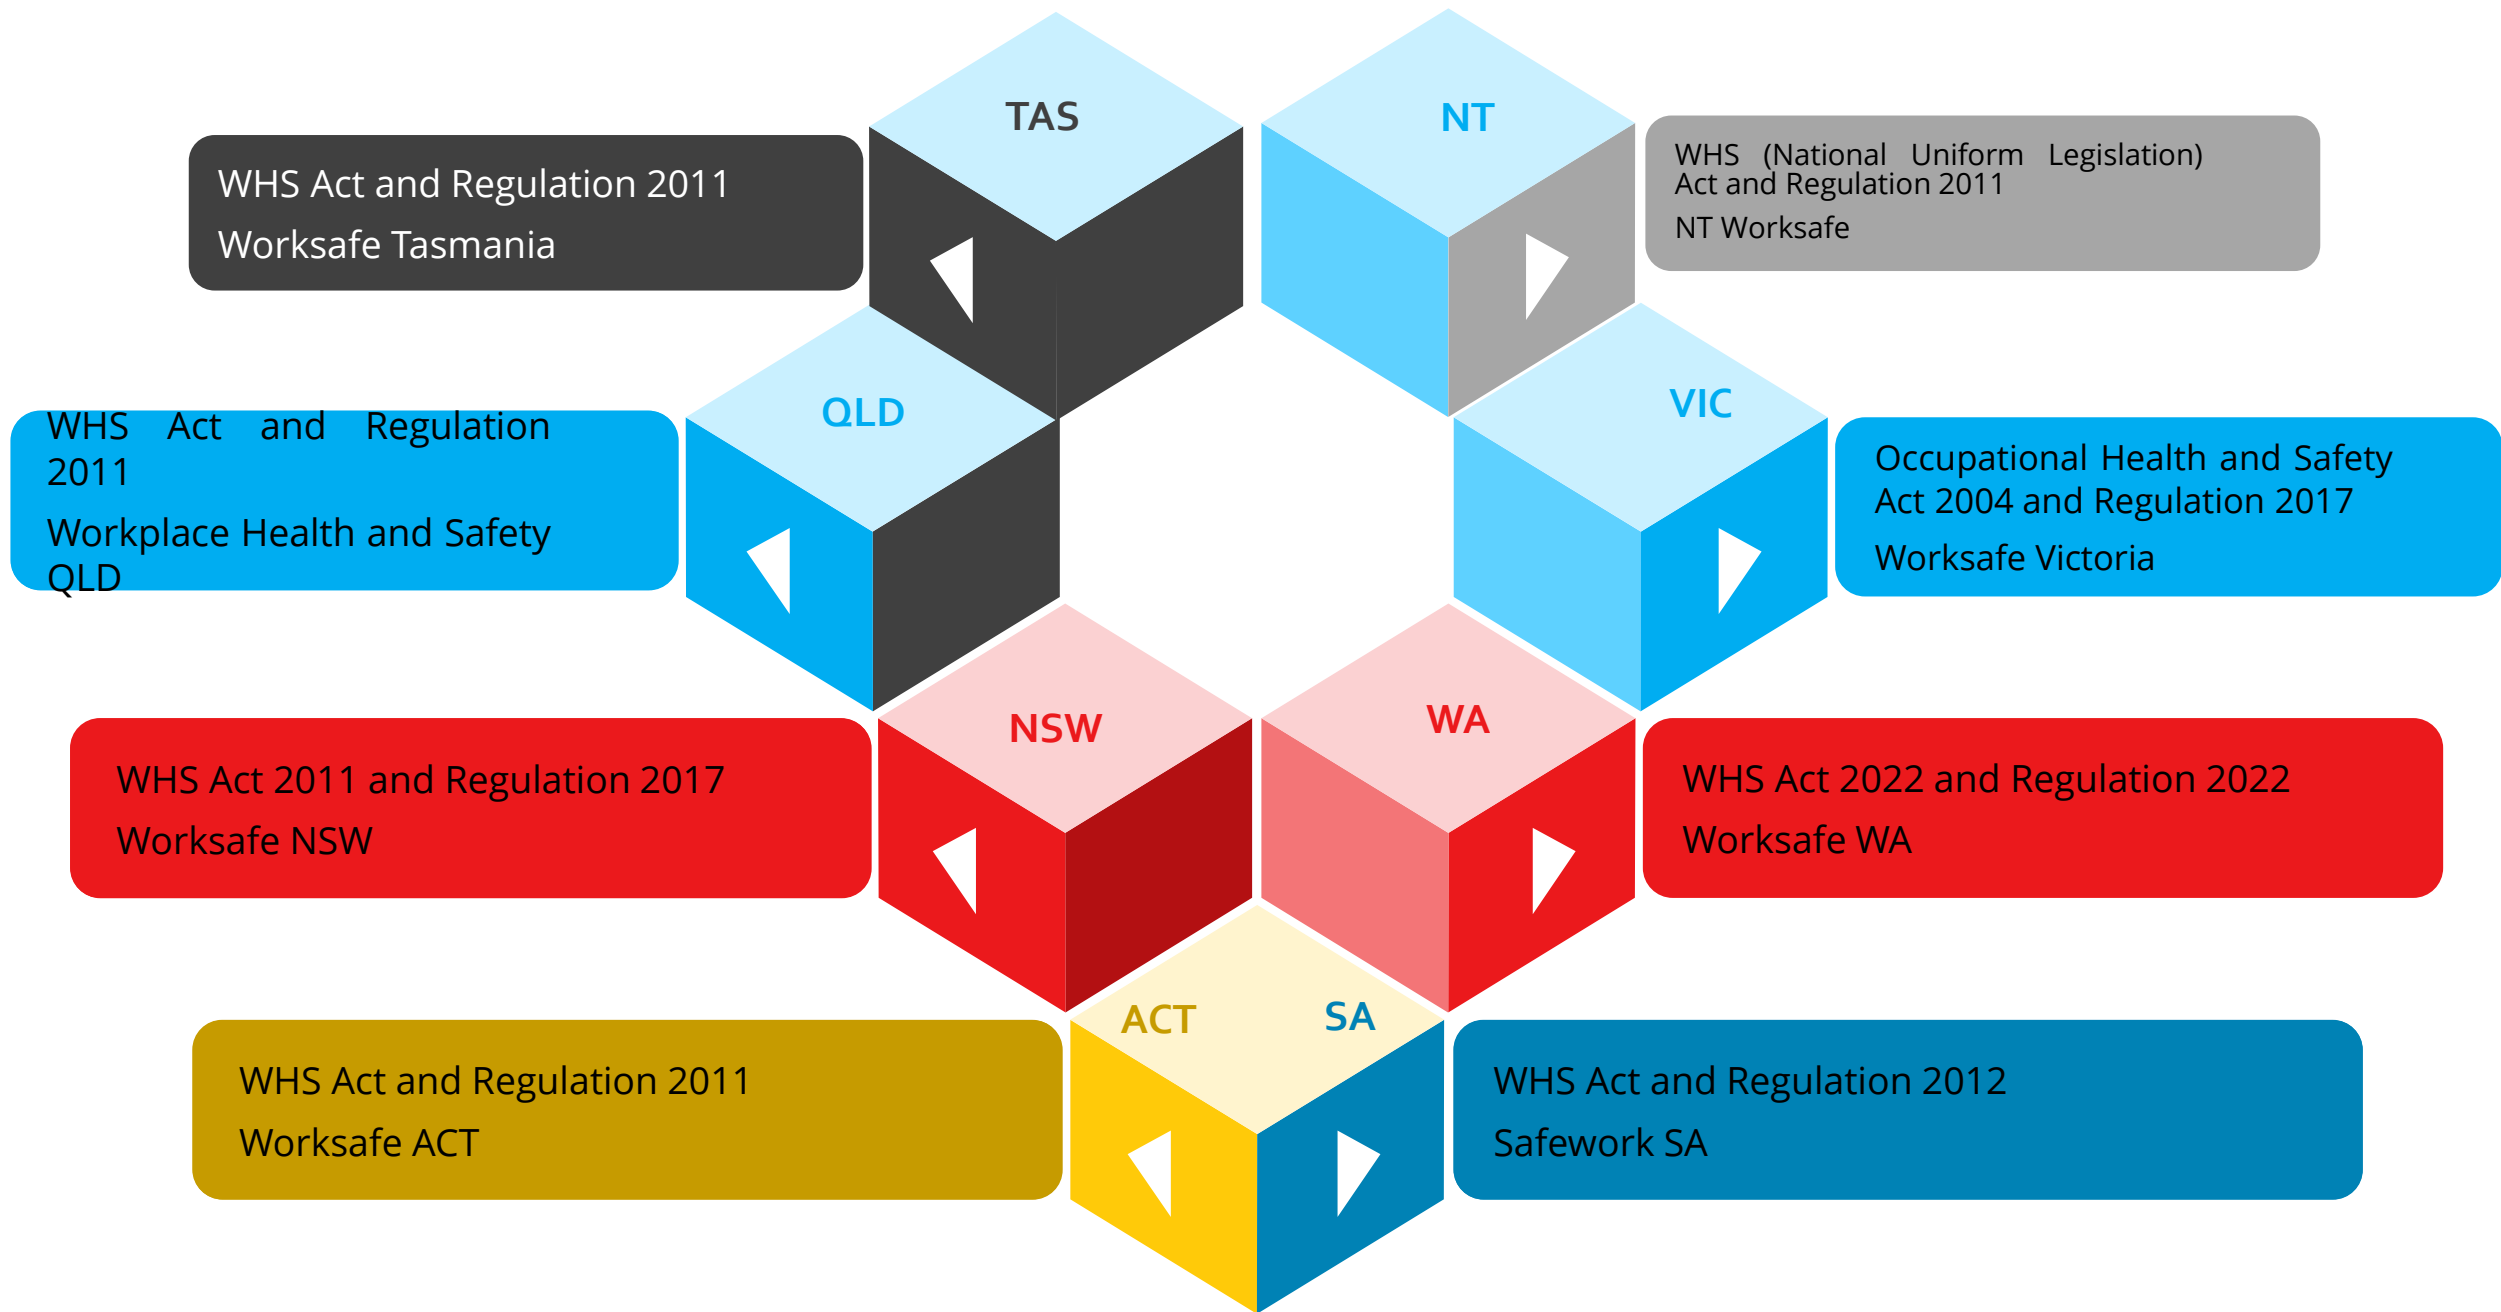 TAS
WHS Act and Regulation 2011
Worksafe Tasmania
NT
WHS (National Uniform Legislation)
Act and Regulation 2011
NT Worksafe
QLD
WHS Act and Regulation
2011
Workplace Health and Safety
QLD
VIC
Occupational Health and Safety
Act 2004 and Regulation 2017
Worksafe Victoria
NSW
WHS Act 2011 and Regulation 2017
Worksafe NSW
WA
WHS Act 2022 and Regulation 2022
Worksafe WA
ACT
WHS Act and Regulation 2011
Worksafe ACT
SA
WHS Act and Regulation 2012
Safework SA